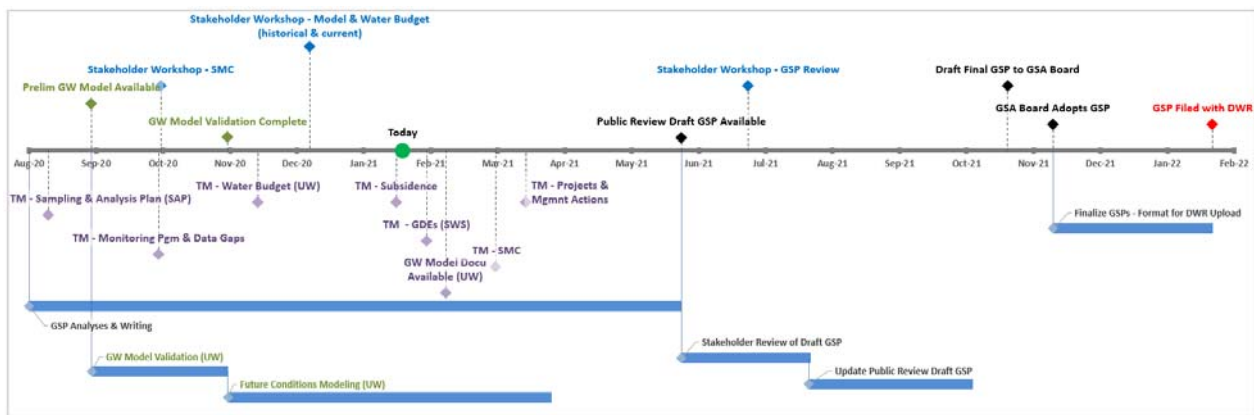 Stakeholder Workshop - Model & Water Budget
(historical & current)
Stakeholder Workshop - SMC
Stakeholder Workshop - GSP Review
Draft Final GSP to GSA Board
Prelim GW Model Available
GSA Board Adopts GSP
GSP Filed with DWR
GW Model Validation Complete
Today
Public Review Draft GSP Available
Aug-20 Sep-20 Oct-20 Nov-20 Dec-20 Jan-21 Feb-21 Mar-21 Apr-21 May-21 Jun-21 Jul-21 Aug-21 Oct-21 Nov-21 Dec-21 Jan-22 Feb-22
TM - Sampling & Analysis Plan (SAP)
TM - Water Budget (UW)
TM - Subsidence
TM - Projects &
Mgmnt Actions
TM - Monitoring Pgm & Data Gaps
TM - GDEs (SWS)
TM - SMC
GW Model Docu
Available (UW)
Finalize GSPs - Format for DWR Upload
GSP Analyses & Writing
Stakeholder Review of Draft GSP
GW Model Validation (UW)
Update Public Review Draft GSP
Future Conditions Modeling (UW)